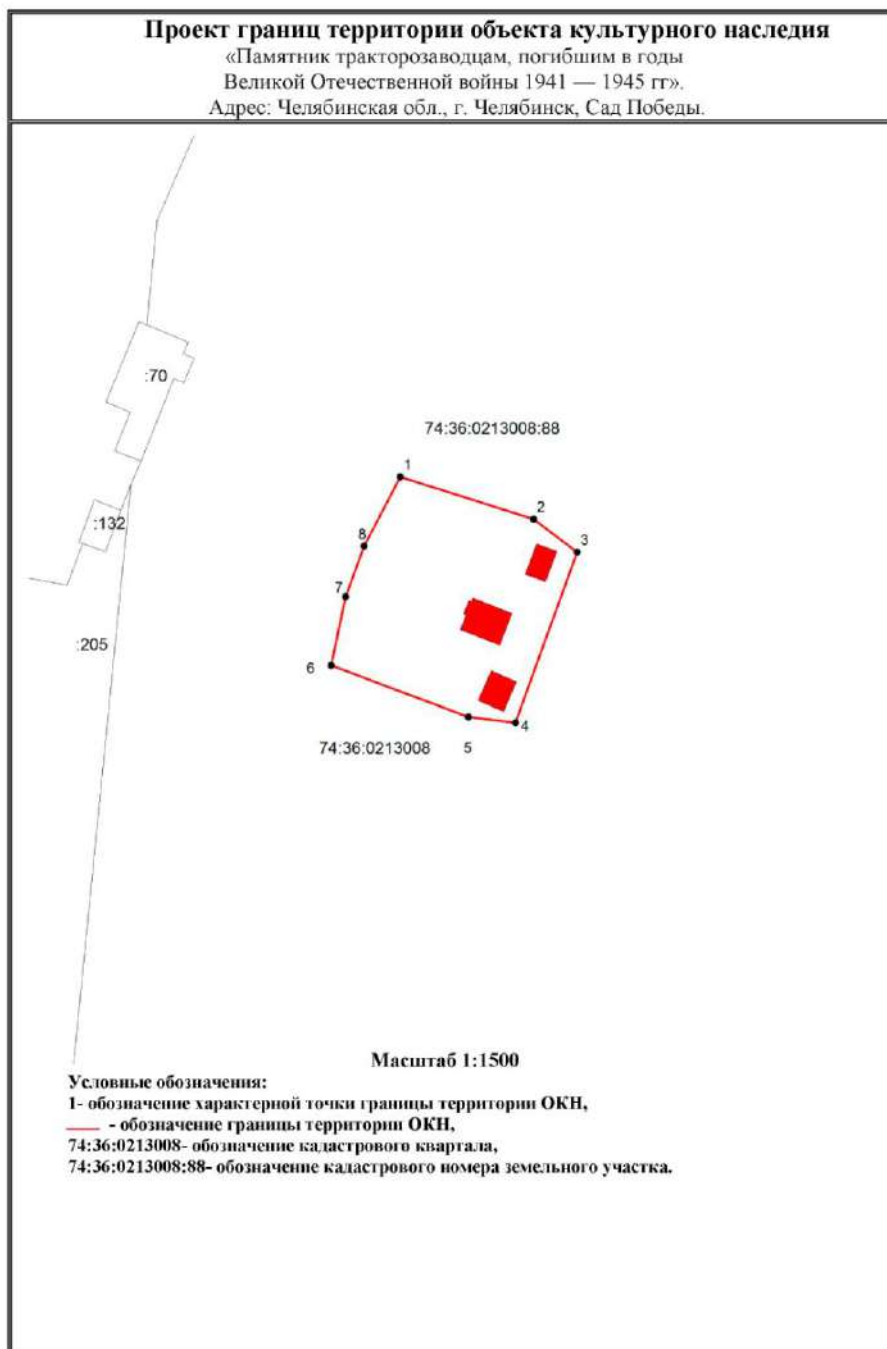 Проект границ территории объекта культурного наследия
«Памятник тракторозаводцам, погибшим в годы
Великой Отечественной войны 1941 — 1945 гг».
Адрес: Челябинская обл., г. Челябинск, Сад Победы.
:70
74:36:0213008:88
1
2
:132
8
3
7
:205
6
4
74:36:0213008
5
Масштаб 1:1500
Условные обозначения:
1- обозначение характерной точки границы территории ОКН,
- обозначение границы территории ОКН,
74:36:0213008- обозначение кадастрового квартала,
74:36:0213008:88- обозначение кадастрового номера земельного участка.